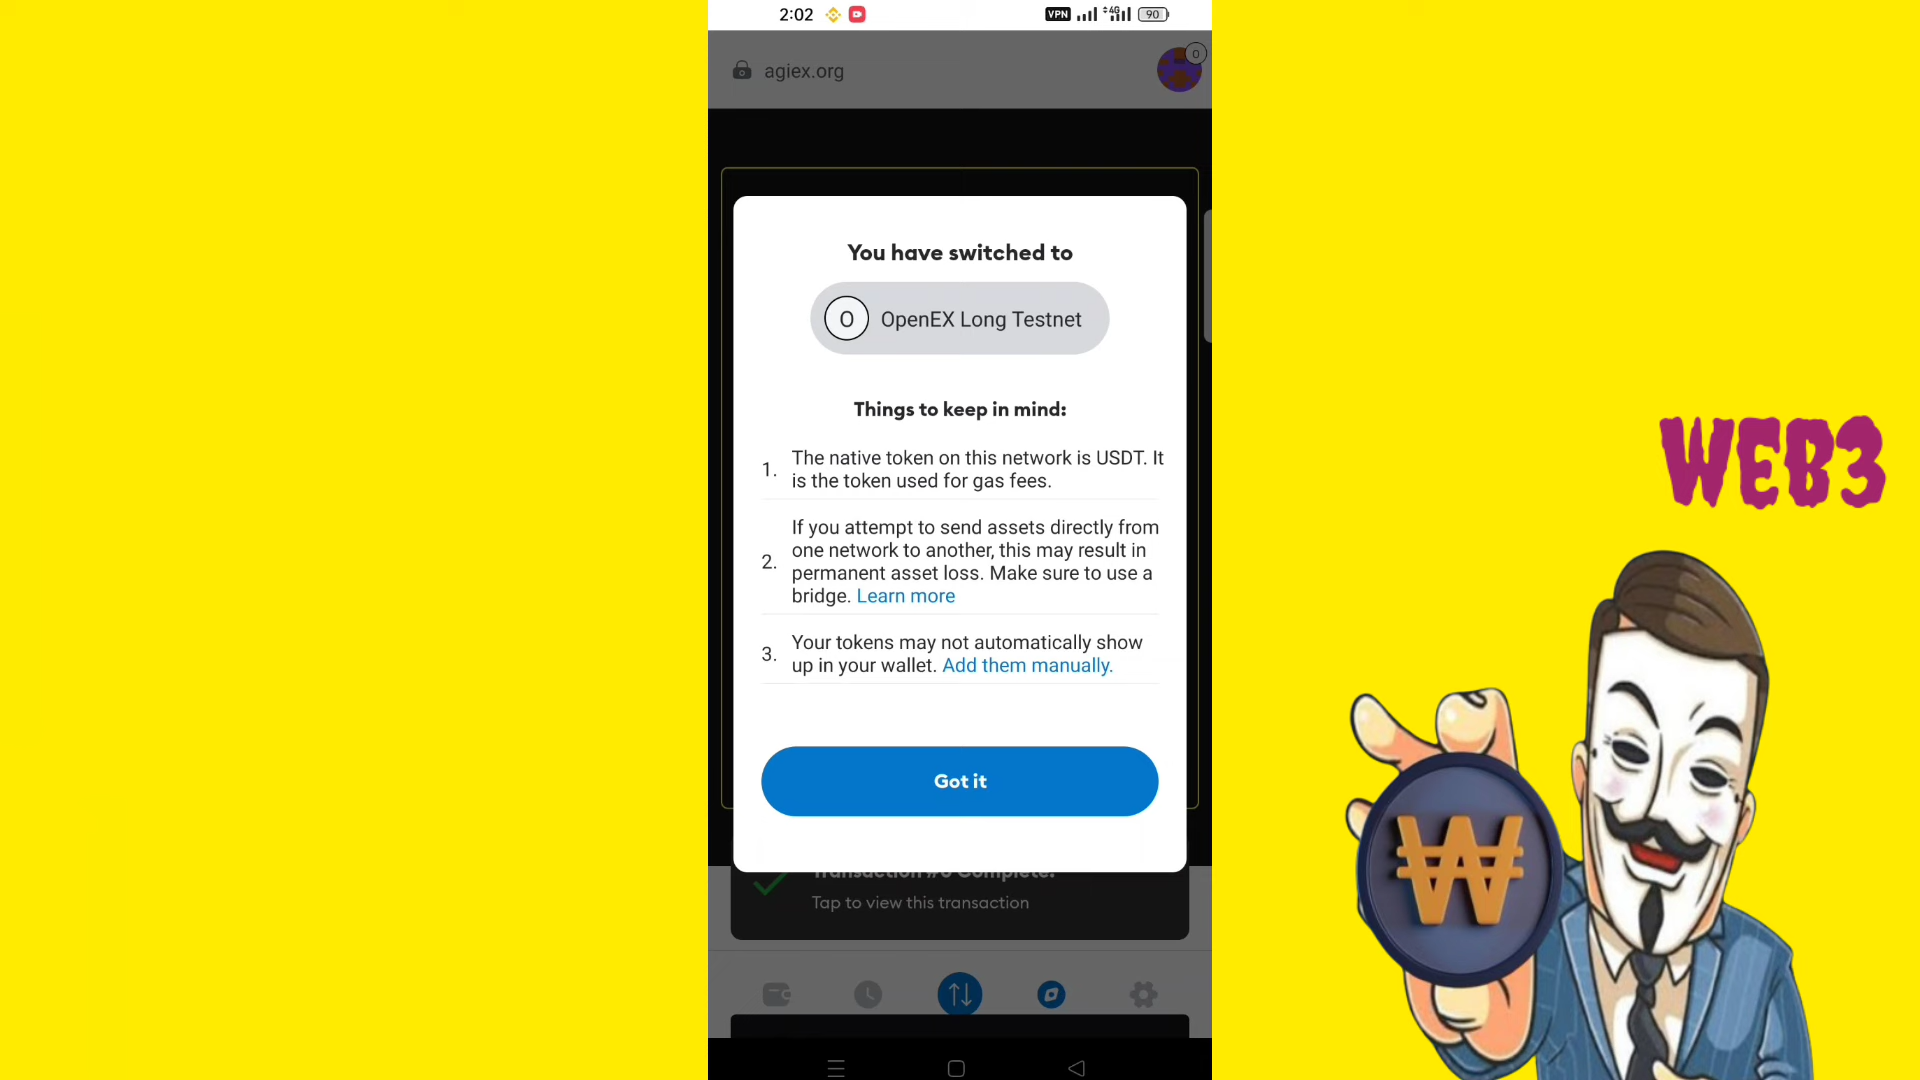 2:02
VPN
4G
90
agiex.org
0
You have switched to
O OpenEX Long Testnet
Things to keep in mind:
1. The native token on this network is USDT. It
is the token used for gas fees.
2. If you attempt to send assets directly from
one network to another, this may result in
permanent asset loss. Make sure to use a
bridge. Learn more
3. Your tokens may not automatically show
up in your wallet. Add them manually.
Got it
Transaction #6 Complete!
Tap to view this transaction
WEB3
₩